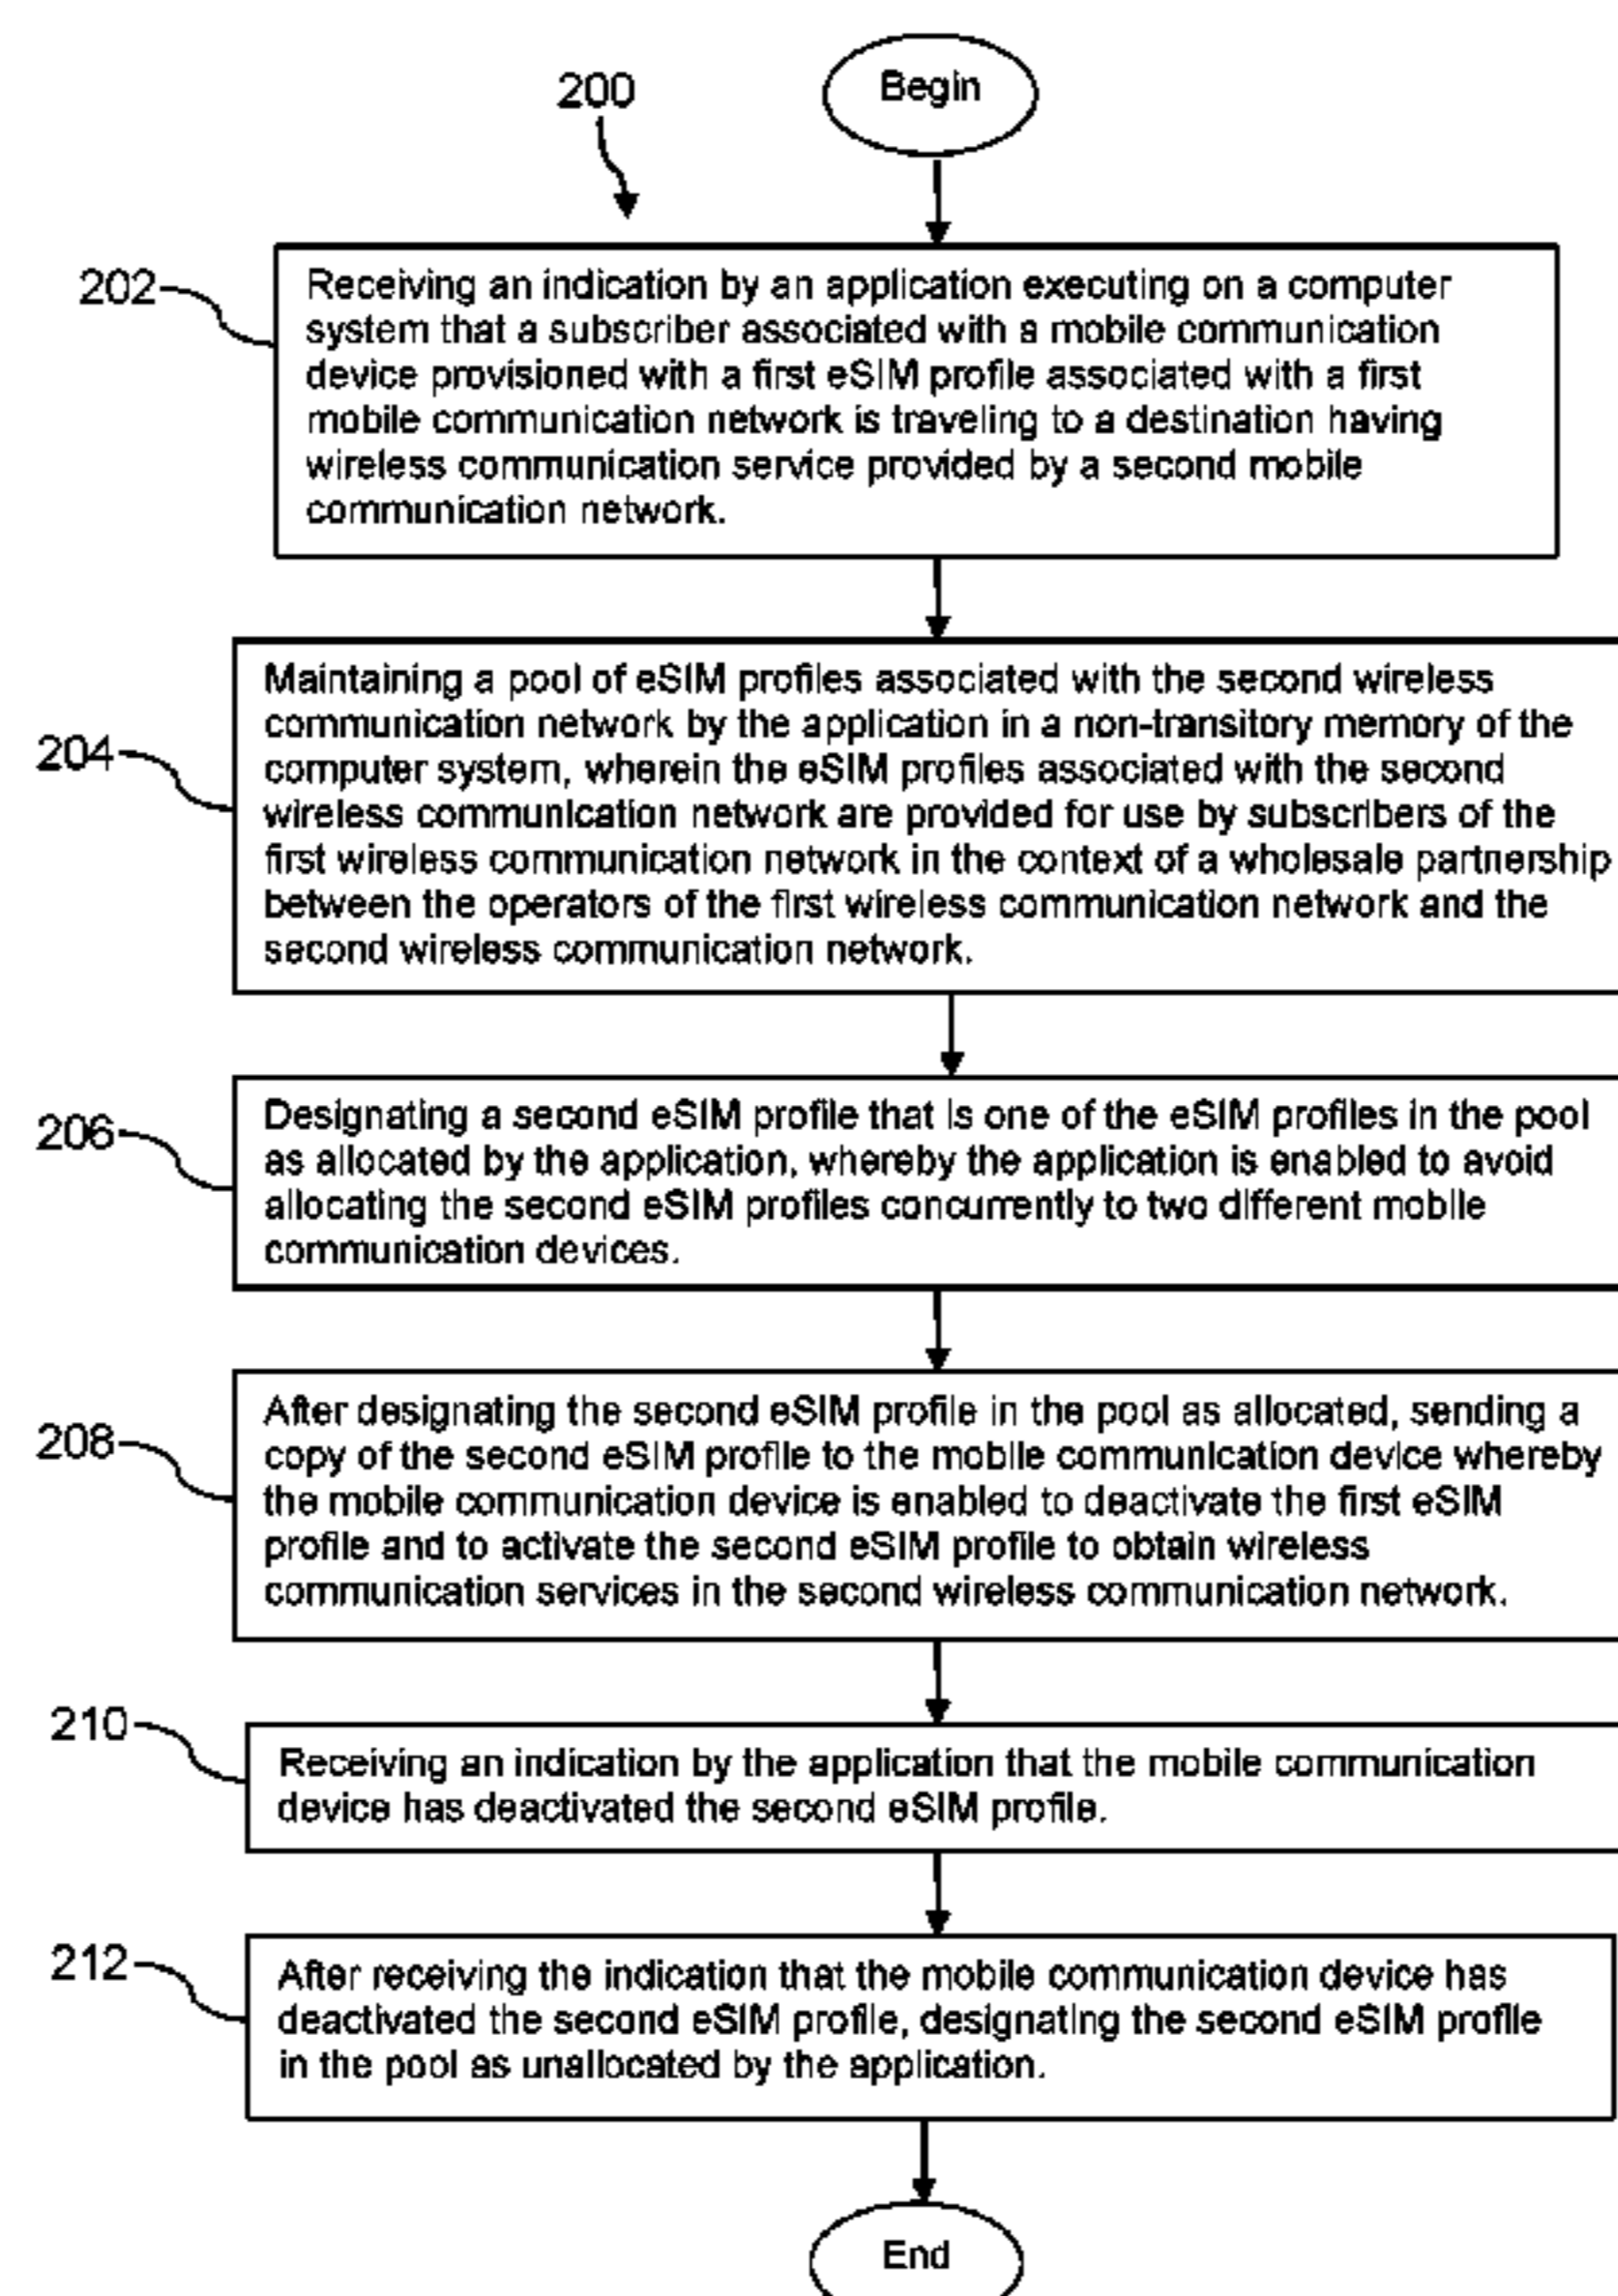 Begin
200
202
Receiving an indication by an application executing on a computer
system that a subscriber associated with a mobile communication
device provisioned with a first eSIM profile associated with a first
mobile communication network is traveling to a destination having
wireless communication service provided by a second mobile
communication network.
204
Maintaining a pool of eSIM profiles associated with the second wireless
communication network by the application in a non-transitory memory of the
computer system, wherein the eSIM profiles associated with the second
wireless communication network are provided for use by subscribers of the
first wireless communication network in the context of a wholesale partnership
between the operators of the first wireless communication network and the
second wireless communication network.
206
Designating a second eSIM profile that is one of the eSIM profiles in the pool
as allocated by the application, whereby the application is enabled to avoid
allocating the second eSIM profiles concurrently to two different mobile
communication devices.
208
After designating the second eSIM profile in the pool as allocated, sending a
copy of the second eSIM profile to the mobile communication device whereby
the mobile communication device is enabled to deactivate the first eSIM
profile and to activate the second eSIM profile to obtain wireless
communication services in the second wireless communication network.
210
Receiving an indication by the application that the mobile communication
device has deactivated the second eSIM profile.
212
After receiving the indication that the mobile communication device has
deactivated the second eSIM profile, designating the second eSIM profile
in the pool as unallocated by the application.
End